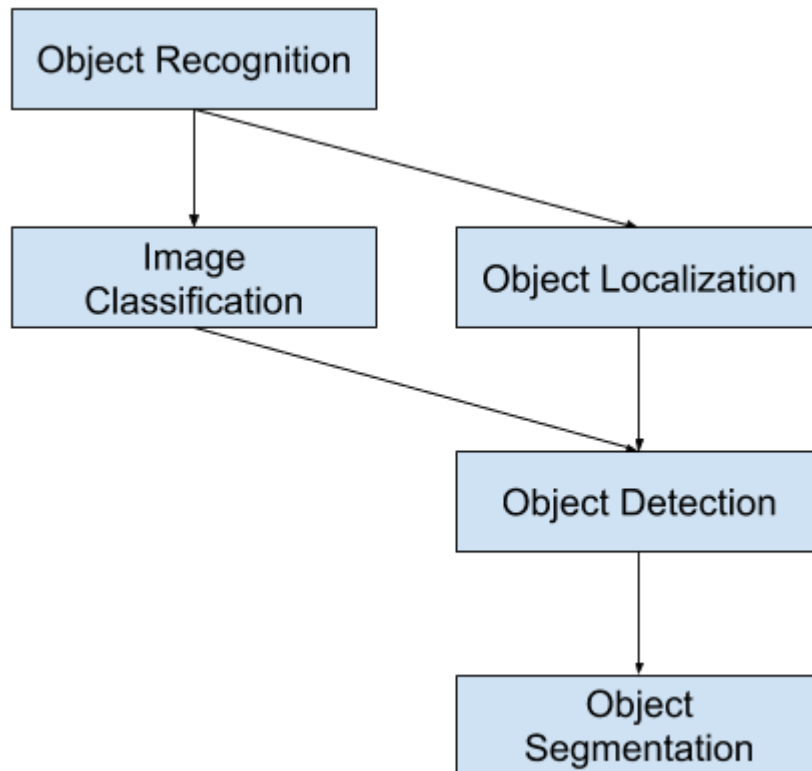 Object Recognition
Image
Classification
Object Localization
Object Detection
Object
Segmentation